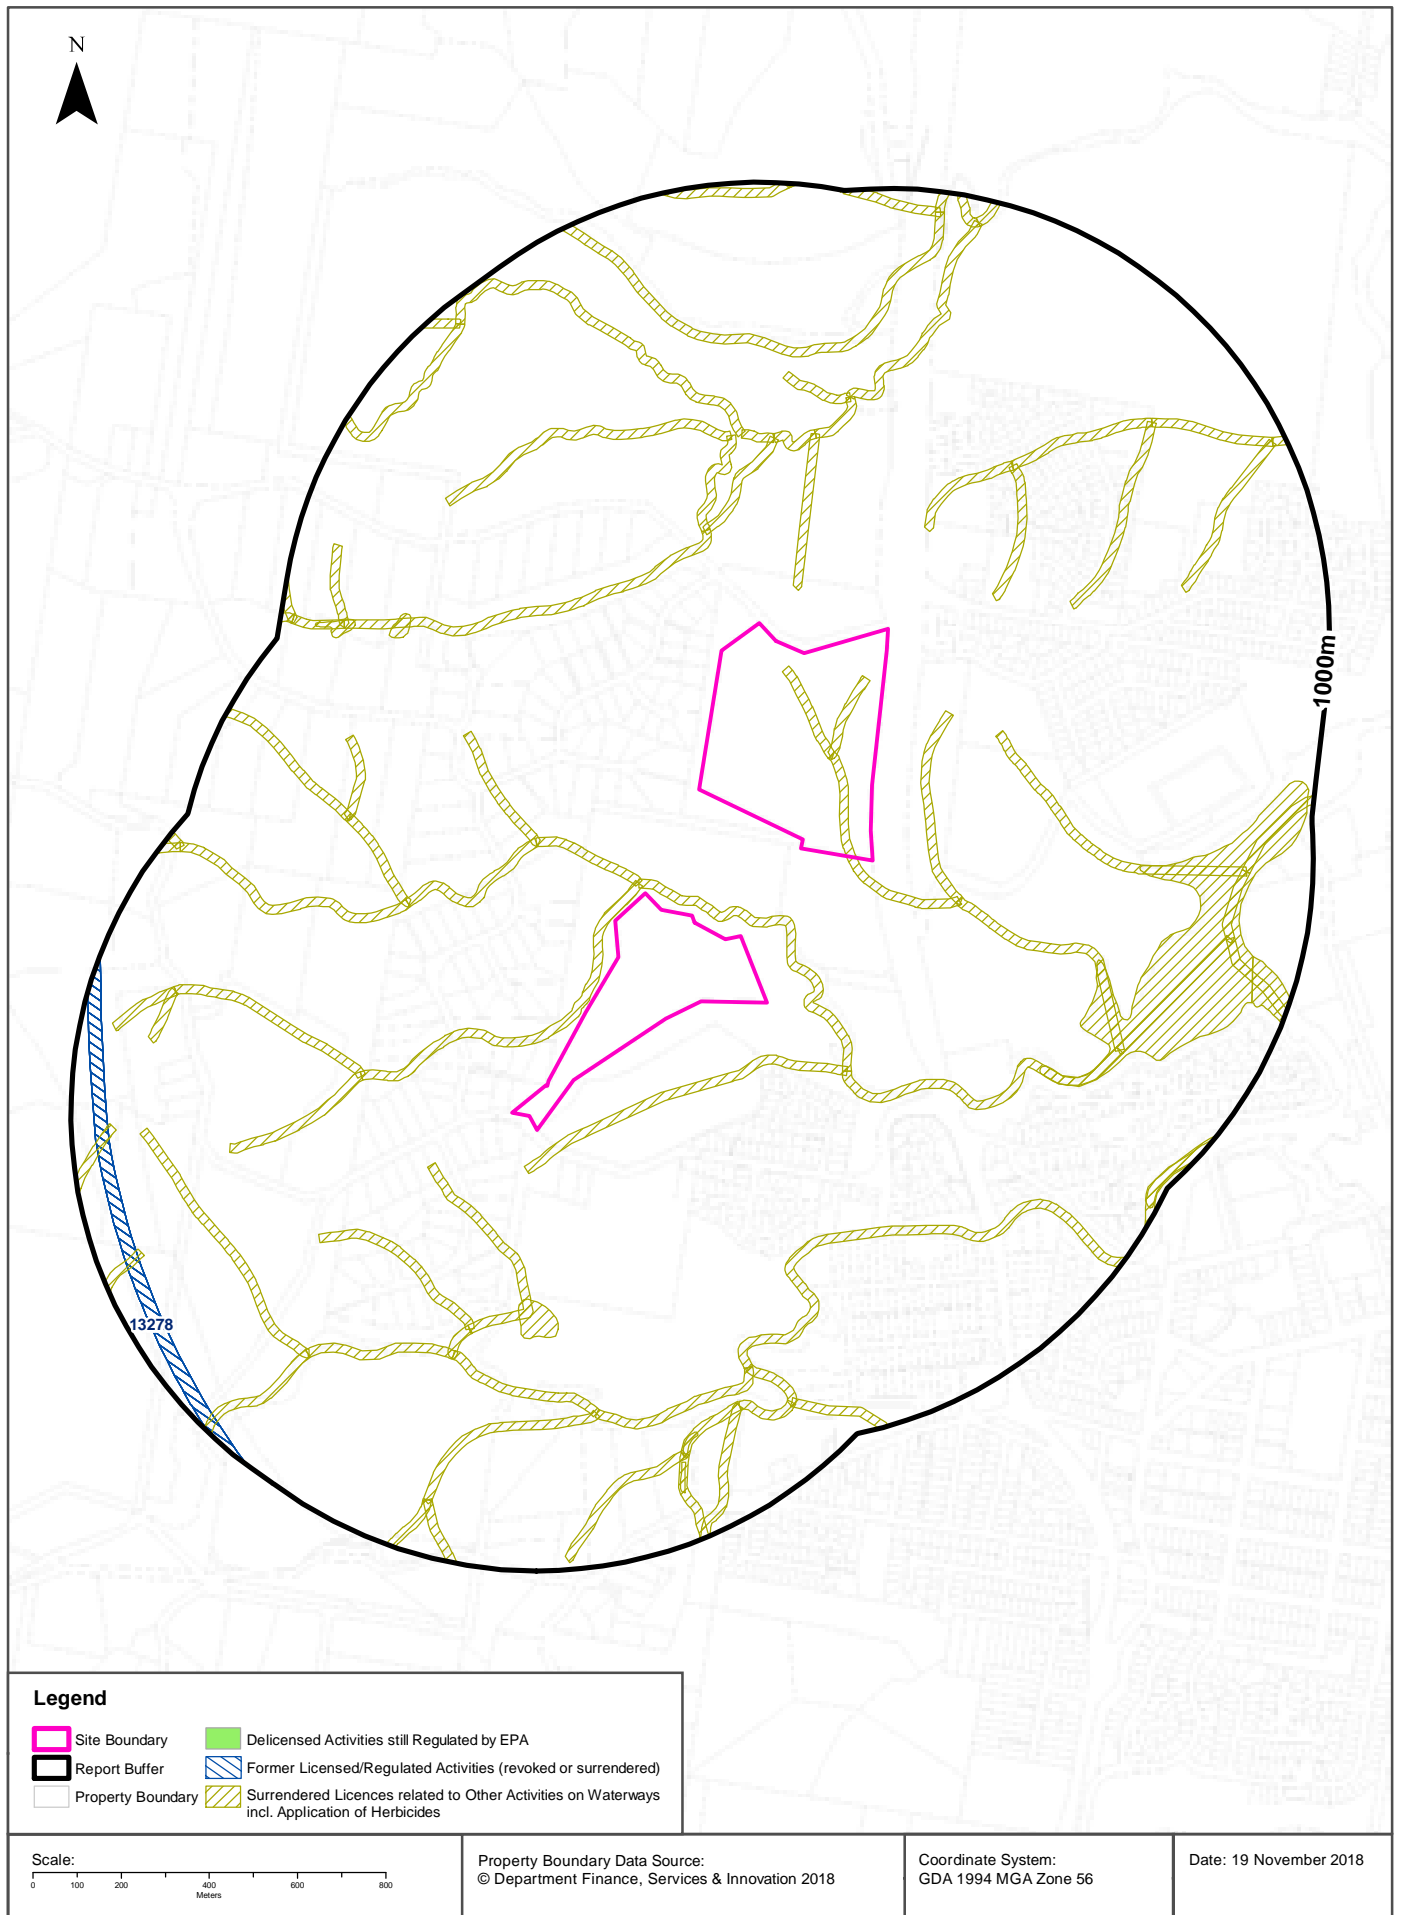 N
1000m
13278
Legend
Site Boundary
Report Buffer
Property Boundary
Delicensed Activities still Regulated by EPA
Former Licensed/Regulated Activities (revoked or surrendered)
Surrendered Licences related to Other Activities on Waterways
incl. Application of Herbicides
Scale:
0 100 200 400 600 800
Meters
Property Boundary Data Source:
© Department Finance, Services & Innovation 2018
Coordinate System:
GDA 1994 MGA Zone 56
Date: 19 November 2018